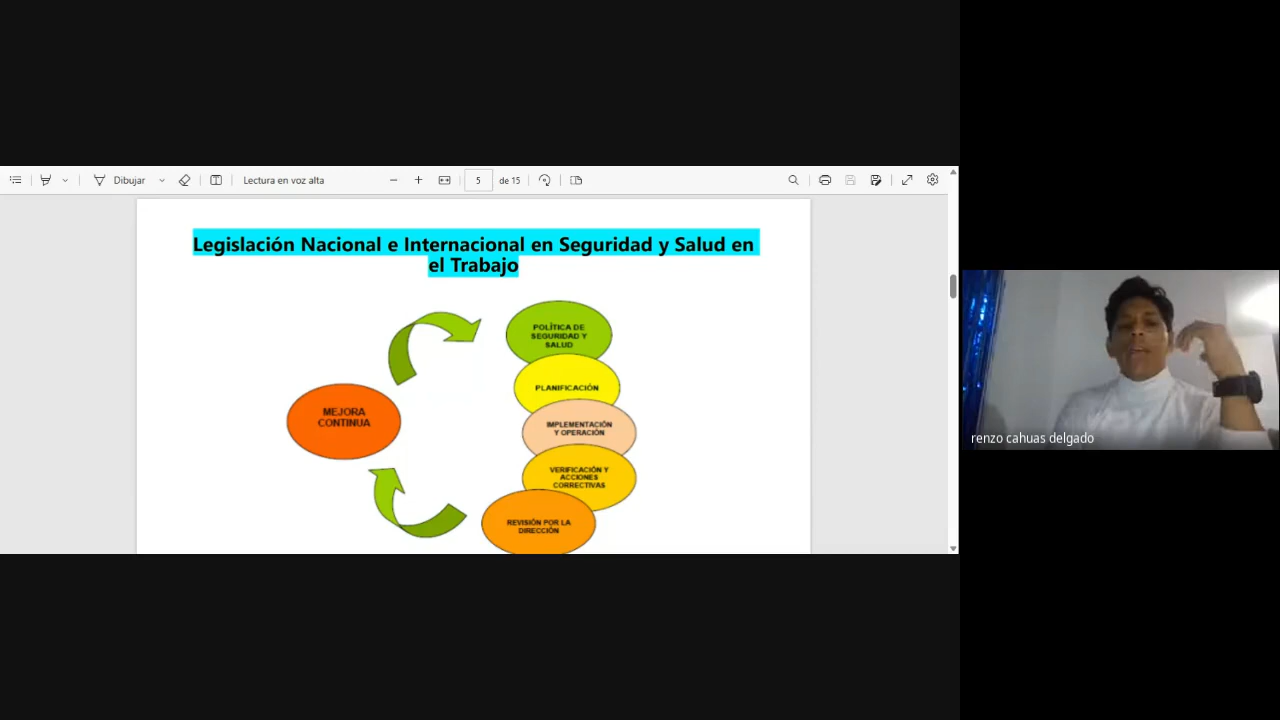 Dibujar
Lectura en voz alta
5
de 15
Legislación Nacional e Internacional en Seguridad y Salud en
el Trabajo
POLÍTICA DE
SEGURIDAD Y
SALUD
PLANIFICACIÓN
MEJORA
CONTINUA
IMPLEMENTACIÓN
Y OPERACIÓN
VERIFICACIÓN Y
ACCIONES
CORRECTIVAS
REVISIÓN POR LA
DIRECCIÓN
renzo cahuas delgado